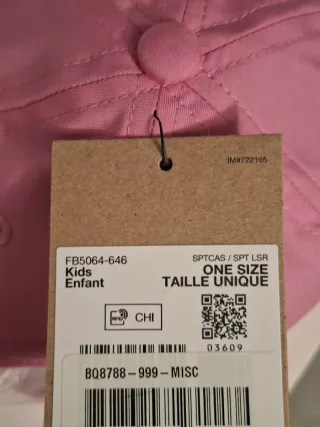 IM#722165
FB5064-646
SPTCAS / SPT LSR
Kids
ONE SIZE
Enfant
TAILLE UNIQUE
CHI
03609
BQ8788-999-MISC